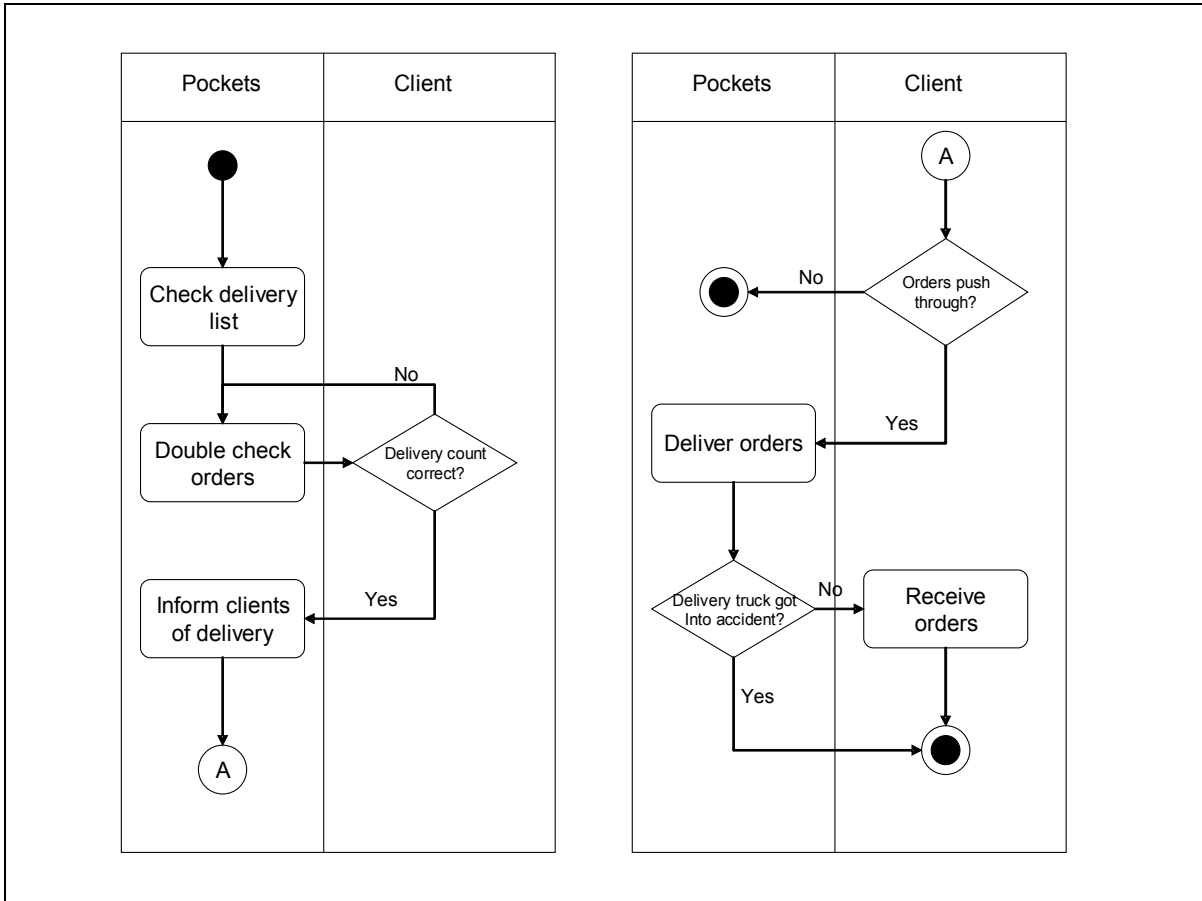 Pockets
Client
Check delivery
list
No
Double check
orders
Delivery count
correct?
Yes
Inform clients
of delivery
A
Pockets
Client
A
Orders push
through?
No
Yes
Deliver orders
Delivery truck got
Into accident?
No
Receive
orders
Yes
A